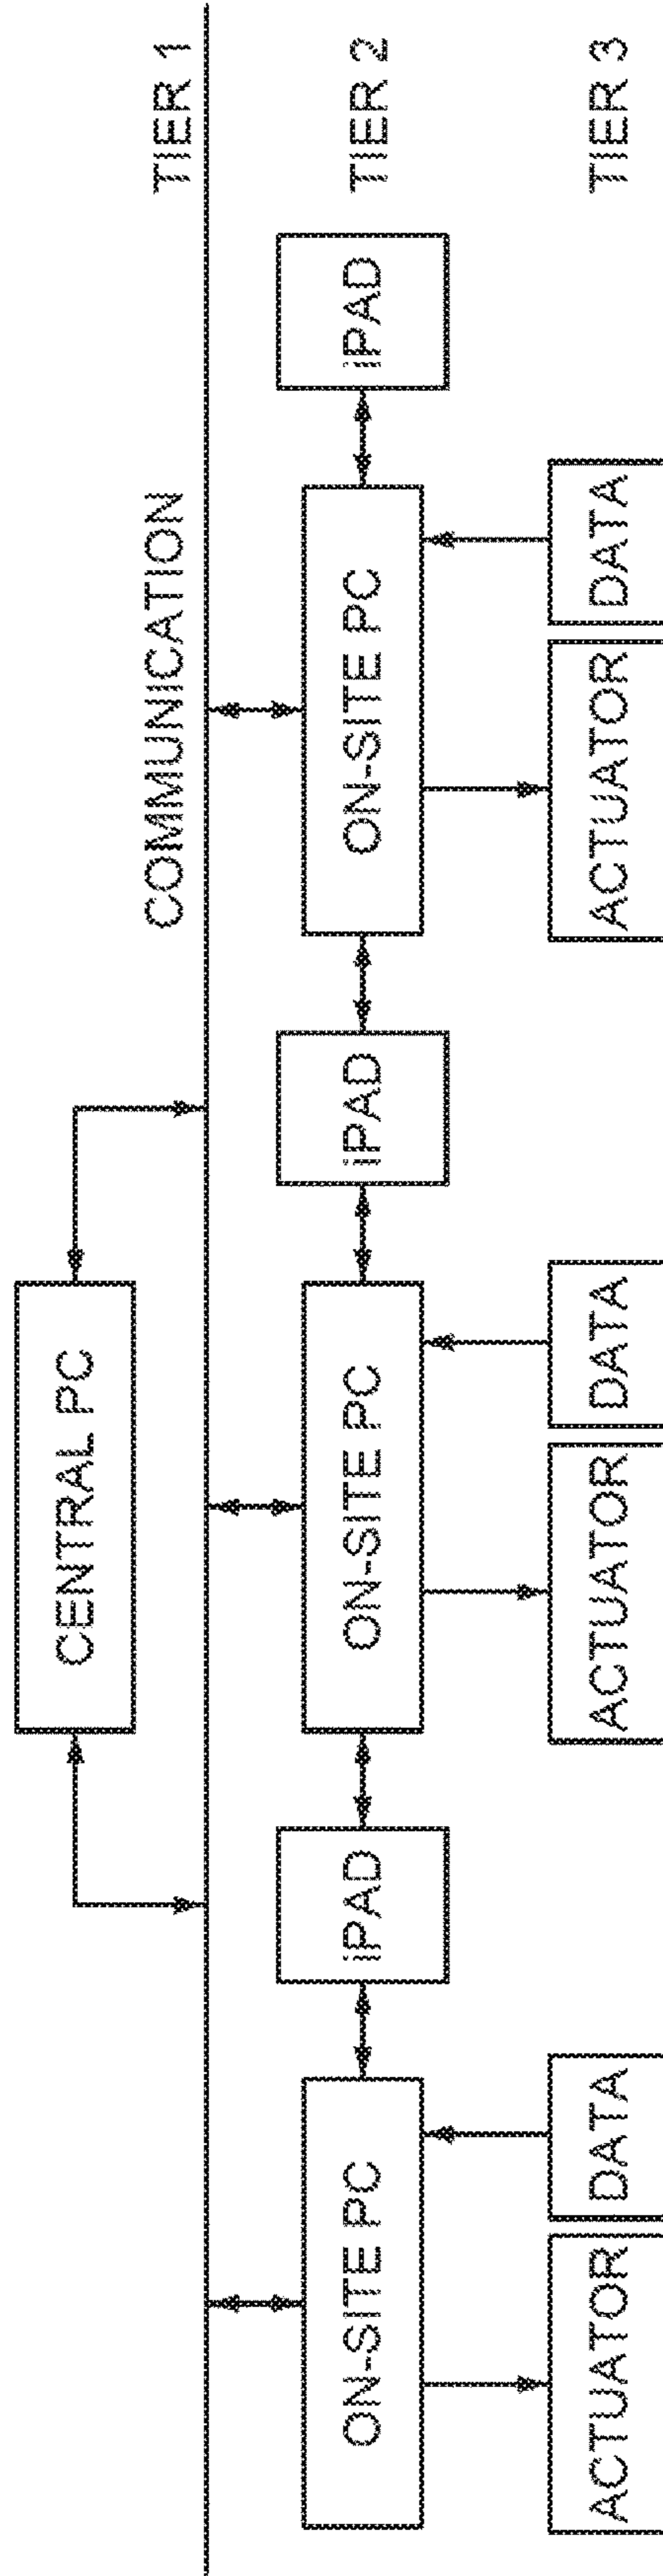 CENTRAL PC
COMMUNICATION
TIER 1
ON-SITE PC
iPAD
ON-SITE PC
iPAD
ON-SITE PC
iPAD
TIER 2
ACTUATOR
DATA
ACTUATOR
DATA
ACTUATOR
DATA
TIER 3